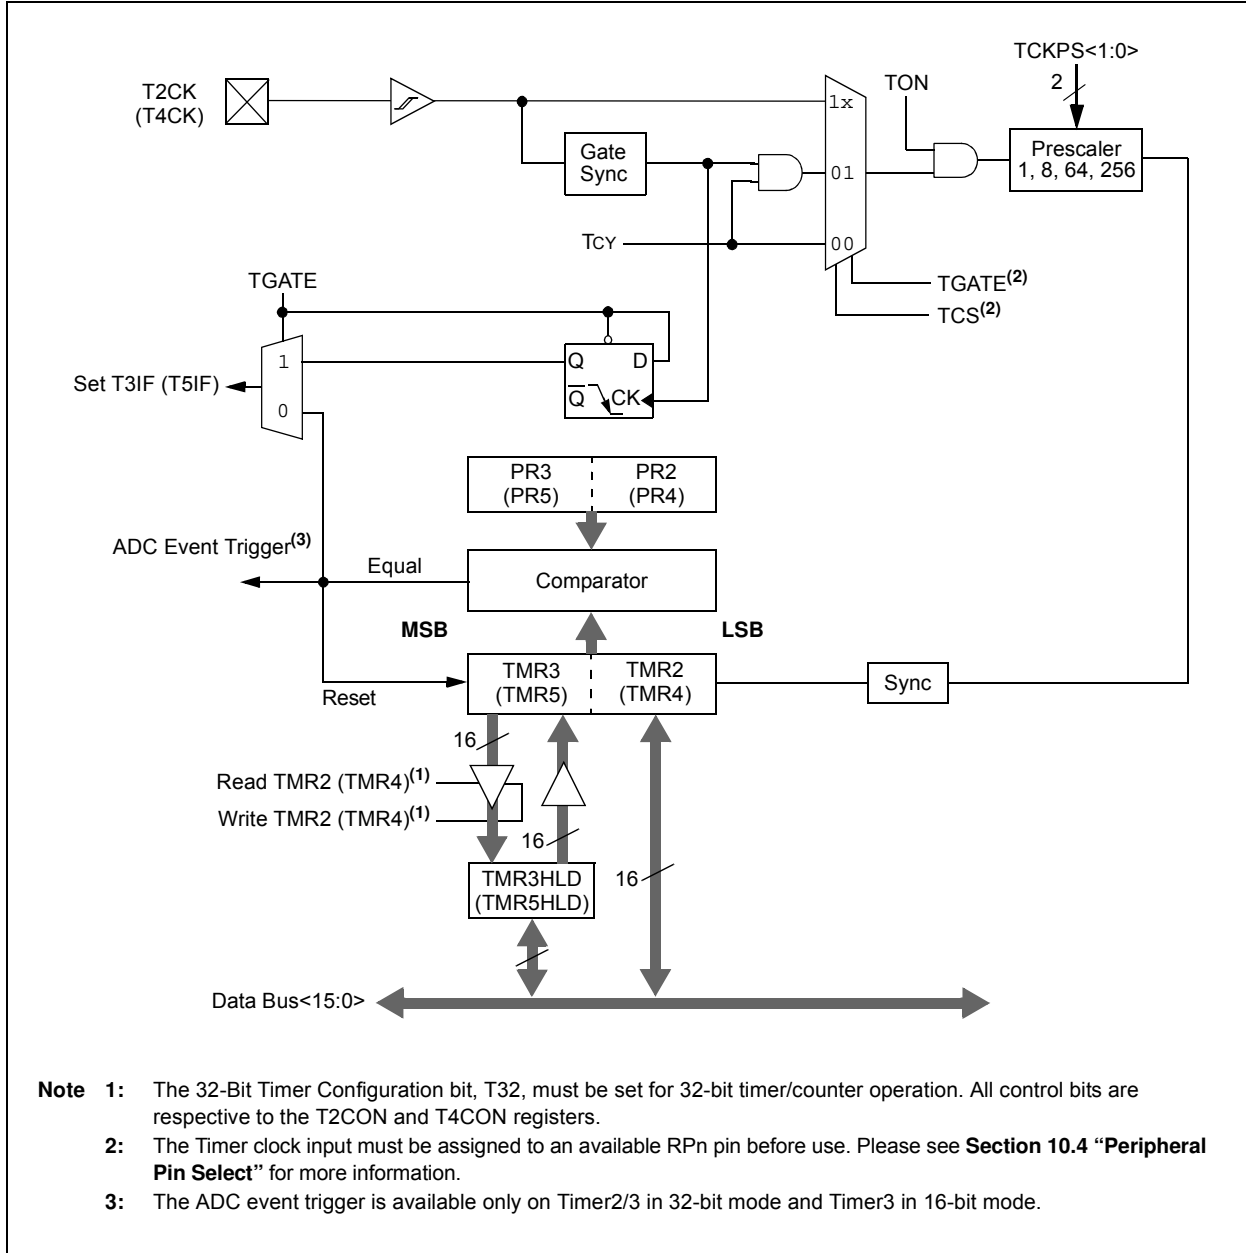 TCKPS<1:0>
2
TON
T2CK
(T4CK)
1x
Gate
Sync
01
Prescaler
1, 8, 64, 256
TCY
00
TGATE
TGATE(2)
TCS(2)
1
Q D
Set T3IF (T5IF)
Q CK
0
PR3 PR2
(PR5) (PR4)
ADC Event Trigger(3)
Equal
Comparator
MSB LSB
TMR3 TMR2
(TMR5) (TMR4)
Sync
Reset
16
Read TMR2 (TMR4)(1)
Write TMR2 (TMR4)(1)
16
TMR3HLD
(TMR5HLD)
16
Data Bus<15:0>
Note 1: The 32-Bit Timer Configuration bit, T32, must be set for 32-bit timer/counter operation. All control bits are
respective to the T2CON and T4CON registers.
2: The Timer clock input must be assigned to an available RPn pin before use. Please see Section 10.4 “Peripheral
Pin Select” for more information.
3: The ADC event trigger is available only on Timer2/3 in 32-bit mode and Timer3 in 16-bit mode.